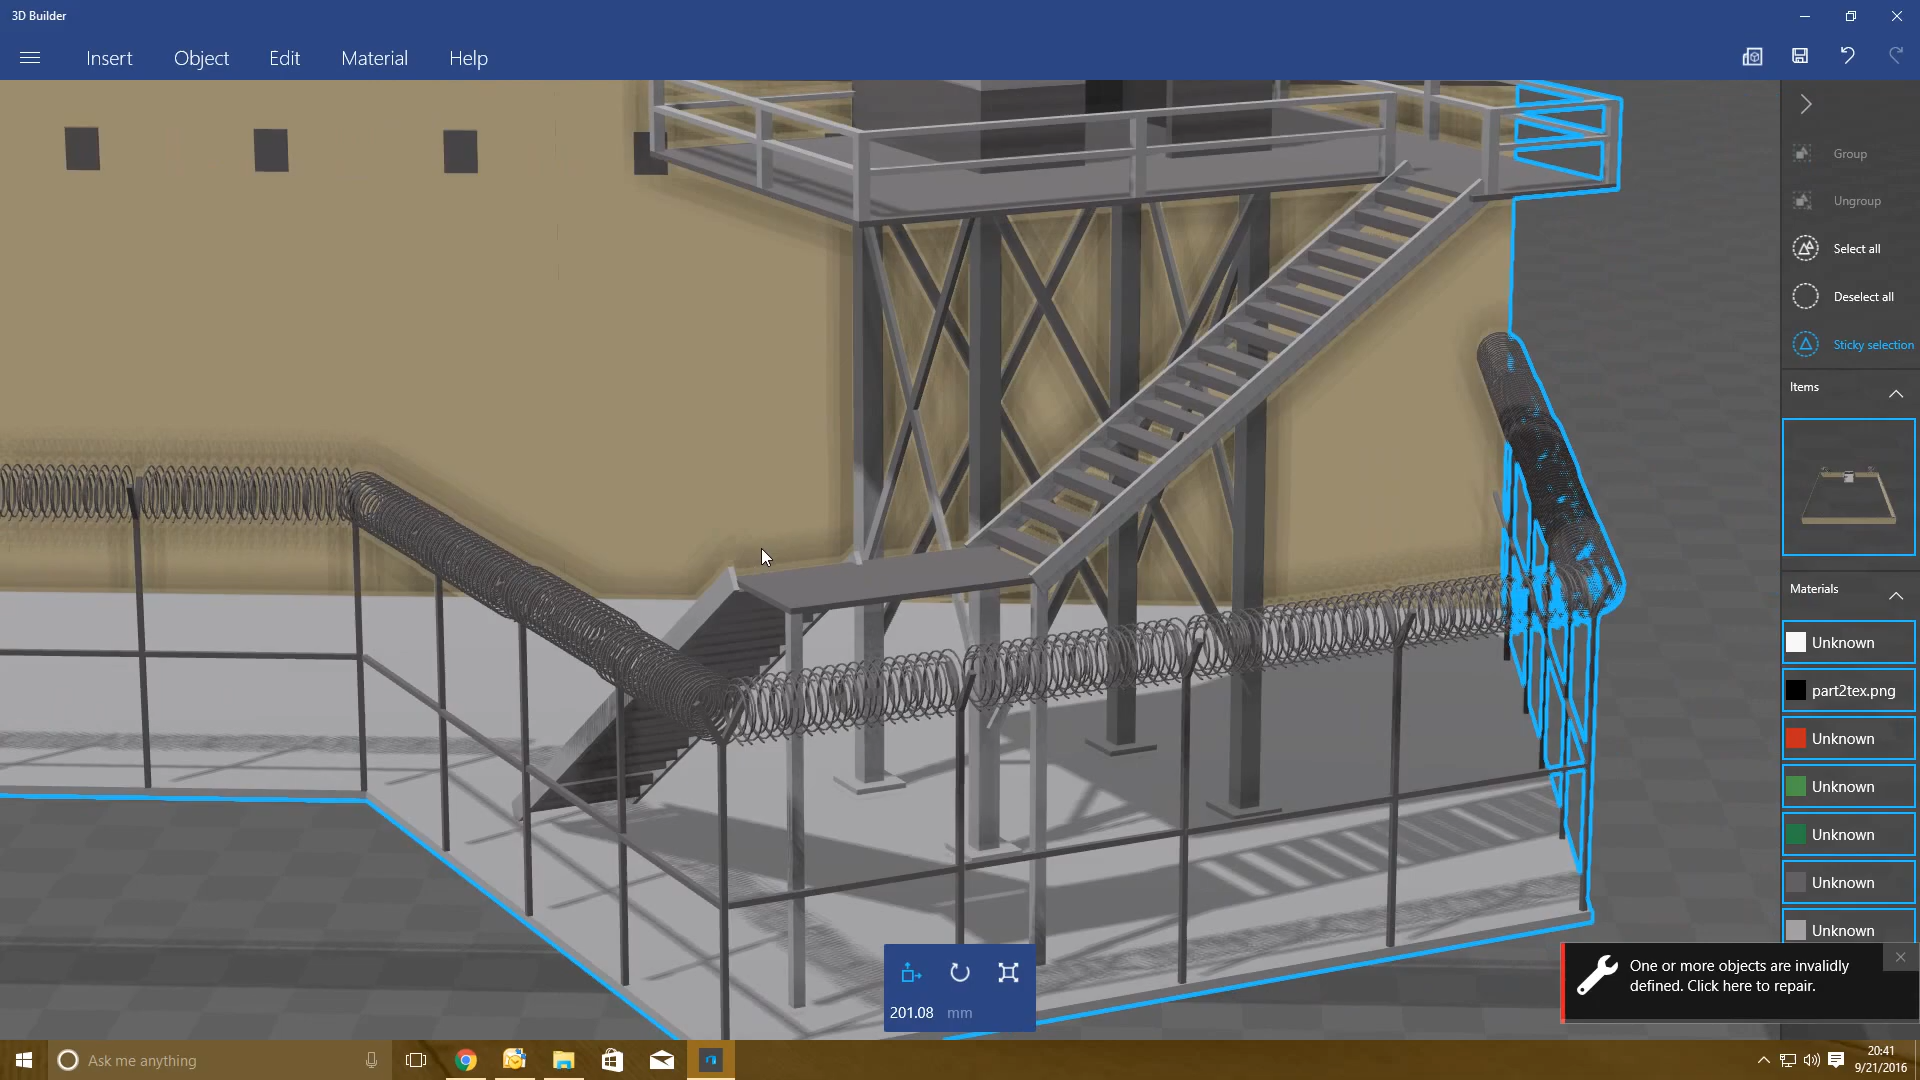 3D Builder
Insert
Object
Edit
Material
Help
Group
Ungroup
Select all
Deselect all
Sticky selection
Items
Materials
Unknown
part2tex.png
Unknown
Unknown
Unknown
Unknown
Unknown
One or more objects are invalidly
defined. Click here to repair.
201.08 mm
Ask me anything
20:41
9/21/2016